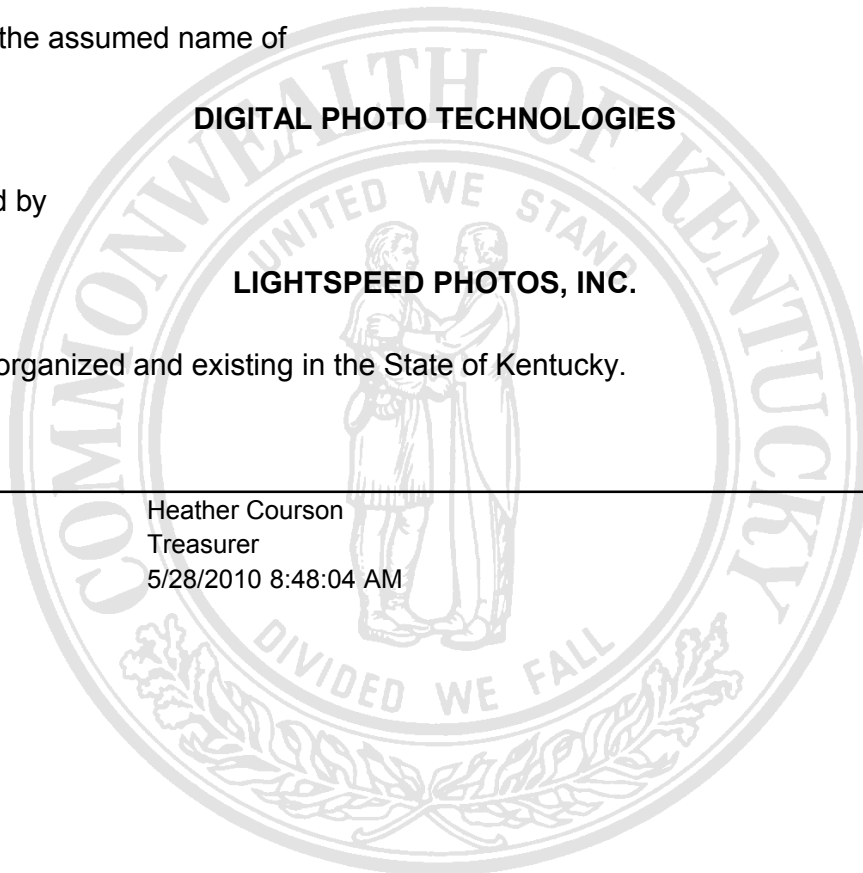 the assumed name of
DIGITAL PHOTO TECHNOLOGIES
by
LIGHTSPEED PHOTOS, INC.
organized and existing in the State of Kentucky.
Heather Courson
Treasurer
5/28/2010 8:48:04 AM
COMMONWEALTH OF KENTUCKY
UNITED WE STAND
DIVIDED WE FALL